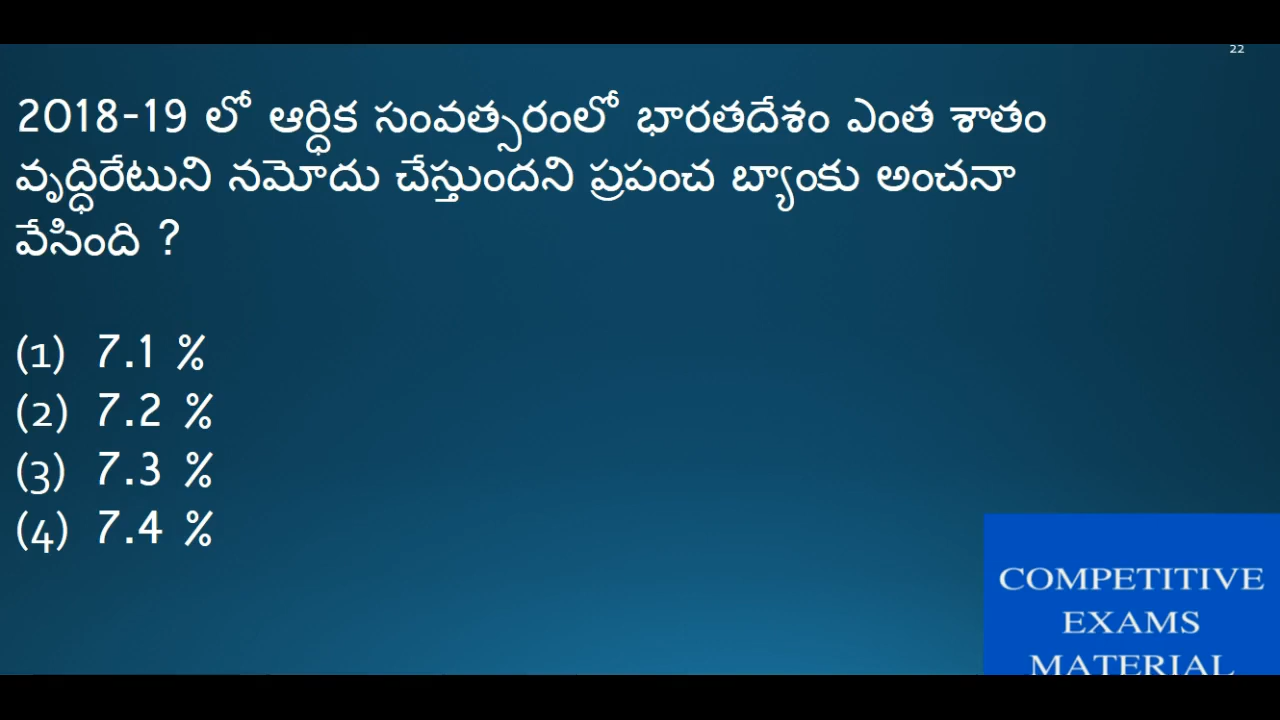 22
2018-19 లో ఆర్ధిక సంవత్సరంలో భారతదేశం ఎంత శాతం
వృద్ధిరేటుని నమోదు చేస్తుందని ప్రపంచ బ్యాంకు అంచనా
వేసింది ?
(1) 7.1 %
(2) 7.2 %
(3) 7.3 %
(4) 7.4 %
COMPETITIVE
EXAMS
MATERIAL